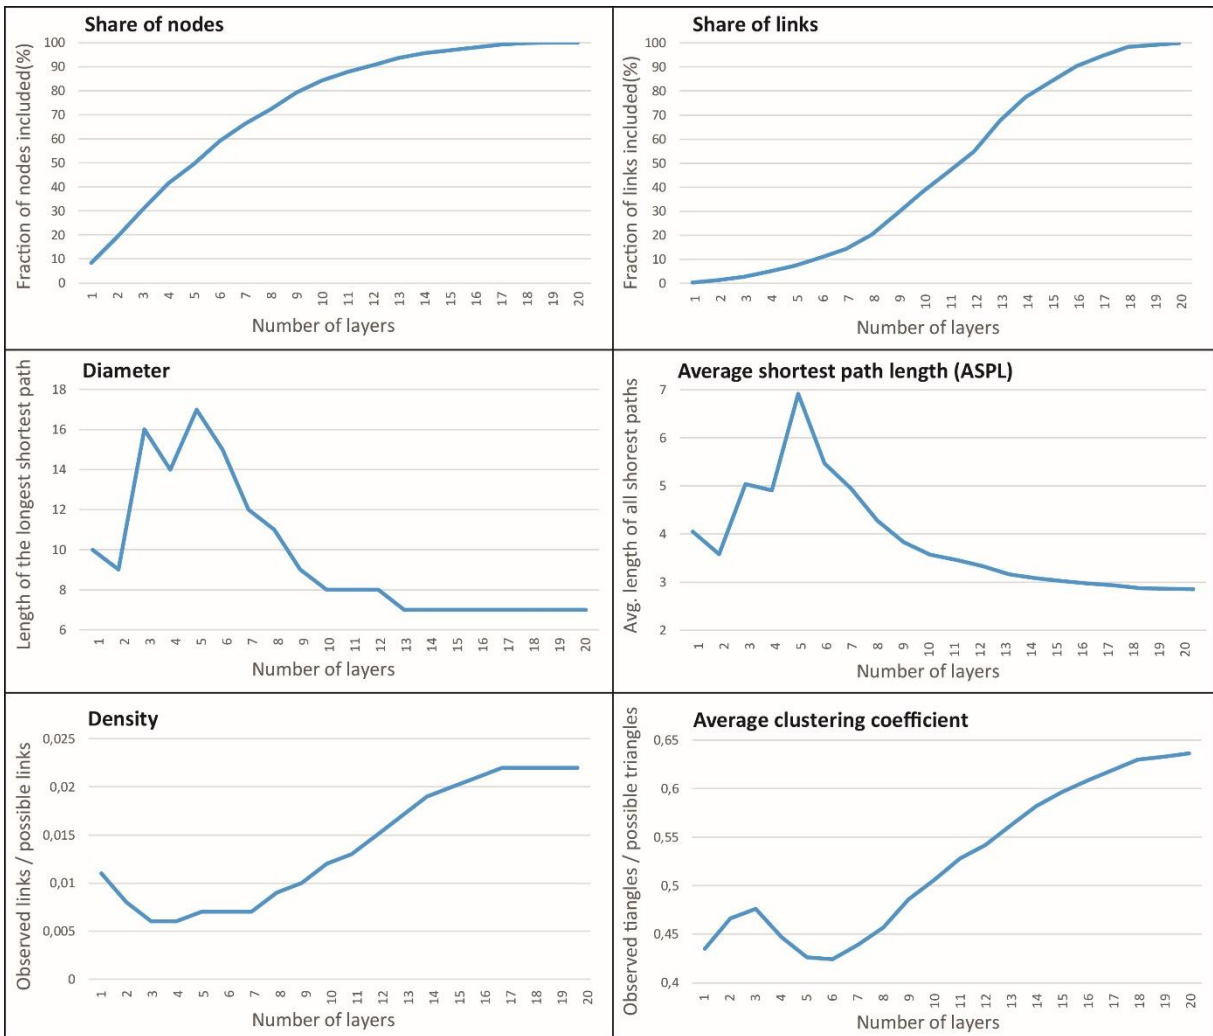 Share of nodes
Fraction of nodes included(%)
100
90
80
70
60
50
40
30
20
10
0
1 2 3 4 5 6 7 8 9 10 11 12 13 14 15 16 17 18 19 20
Number of layers
Share of links
Fraction of links included(%)
100
90
80
70
60
50
40
30
20
10
0
1 2 3 4 5 6 7 8 9 10 11 12 13 14 15 16 17 18 19 20
Number of layers
Diameter
Length of the longest shortest path
18
16
14
12
10
8
6
1 2 3 4 5 6 7 8 9 10 11 12 13 14 15 16 17 18 19 20
Number of layers
Average shortest path length (ASPL)
Avg. length of all shorest paths
7
6
5
4
3
2
1 2 3 4 5 6 7 8 9 10 11 12 13 14 15 16 17 18 19 20
Number of layers
Density
Observed links / possible links
0,025
0,02
0,015
0,01
0,005
0
1 2 3 4 5 6 7 8 9 10 11 12 13 14 15 16 17 18 19 20
Number of layers
Average clustering coefficient
Observed tiangles / possible triangles
0,65
0,6
0,55
0,5
0,45
0,4
1 2 3 4 5 6 7 8 9 10 11 12 13 14 15 16 17 18 19 20
Number of layers